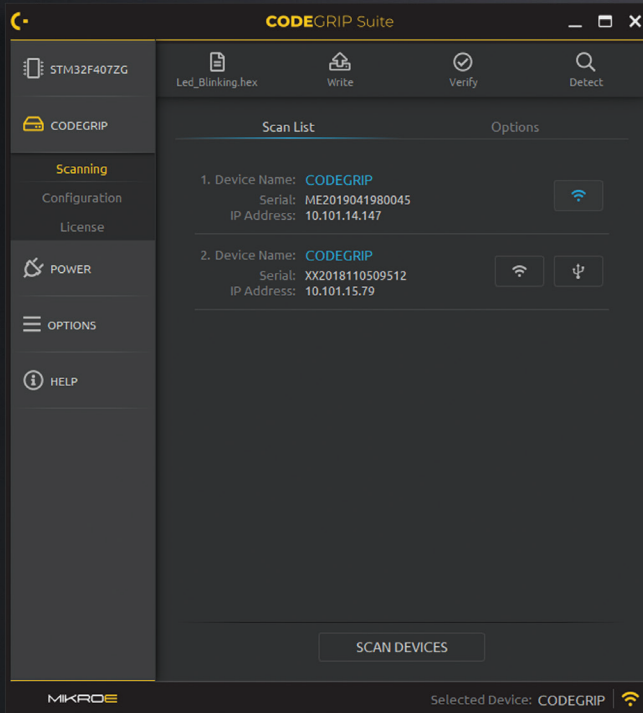 CODEGRIP Suite
STM32F407ZG
CODEGRIP
Scanning
Configuration
License
POWER
OPTIONS
HELP
Led_Blinking.hex
Write
Verify
Detect
Scan List
Options
1. Device Name: CODEGRIP
Serial: ME2019041980045
IP Address: 10.101.14.147
2. Device Name: CODEGRIP
Serial: XX2018110509512
IP Address: 10.101.15.79
SCAN DEVICES
MIKROE
Selected Device: CODEGRIP